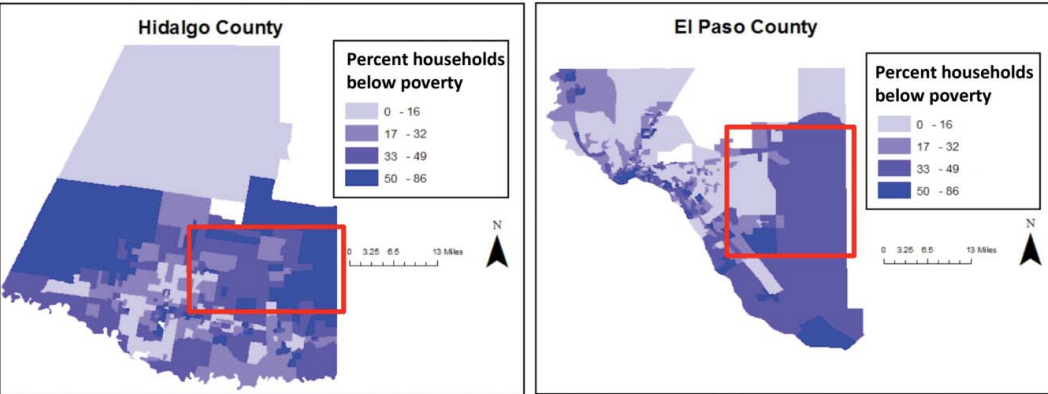 Hidalgo County
Percent households
below poverty
0 - 16
17 - 32
33 - 49
50 - 86
N
0 3.25 6.5 13 Miles
El Paso County
Percent households
below poverty
0 - 16
17 - 32
33 - 49
50 - 86
N
0 3.25 6.5 13 Miles